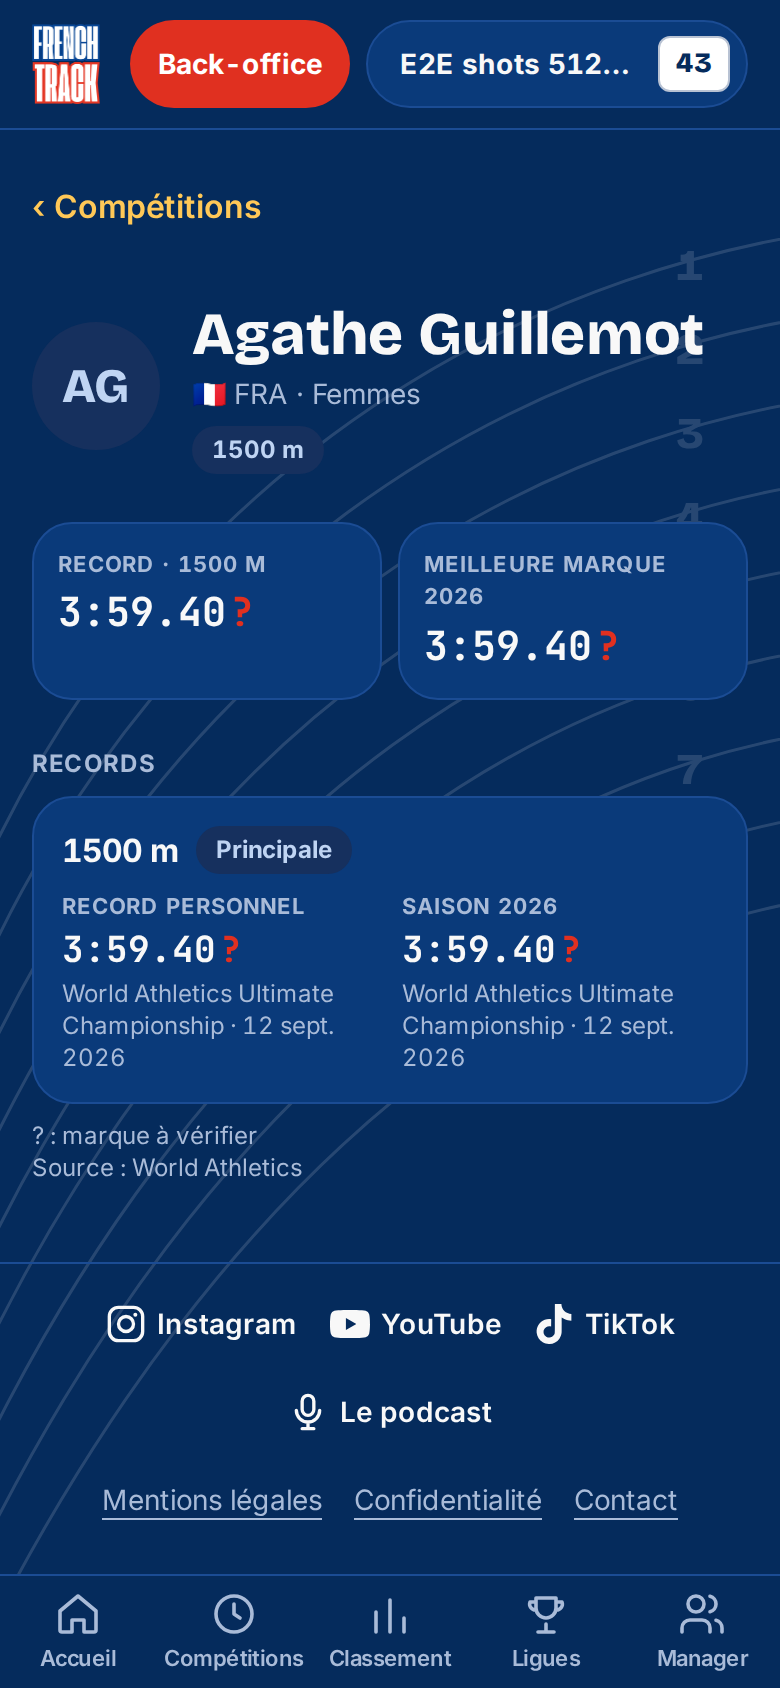 FRENCH
TRACK
Back-office
E2E shots 512... 43
‹ Compétitions
1
AG
Agathe Guillemot
2
FRA · Femmes
3
1500 m
4
RECORD · 1500 M
3:59.40?
MEILLEURE MARQUE
2026
3:59.40?
RECORDS
7
1500 m Principale
RECORD PERSONNEL
3:59.40?
World Athletics Ultimate
Championship · 12 sept.
2026
SAISON 2026
3:59.40?
World Athletics Ultimate
Championship · 12 sept.
2026
? : marque à vérifier
Source : World Athletics
Instagram YouTube TikTok
Le podcast
Mentions légales Confidentialité Contact
Accueil Compétitions Classement Ligues Manager